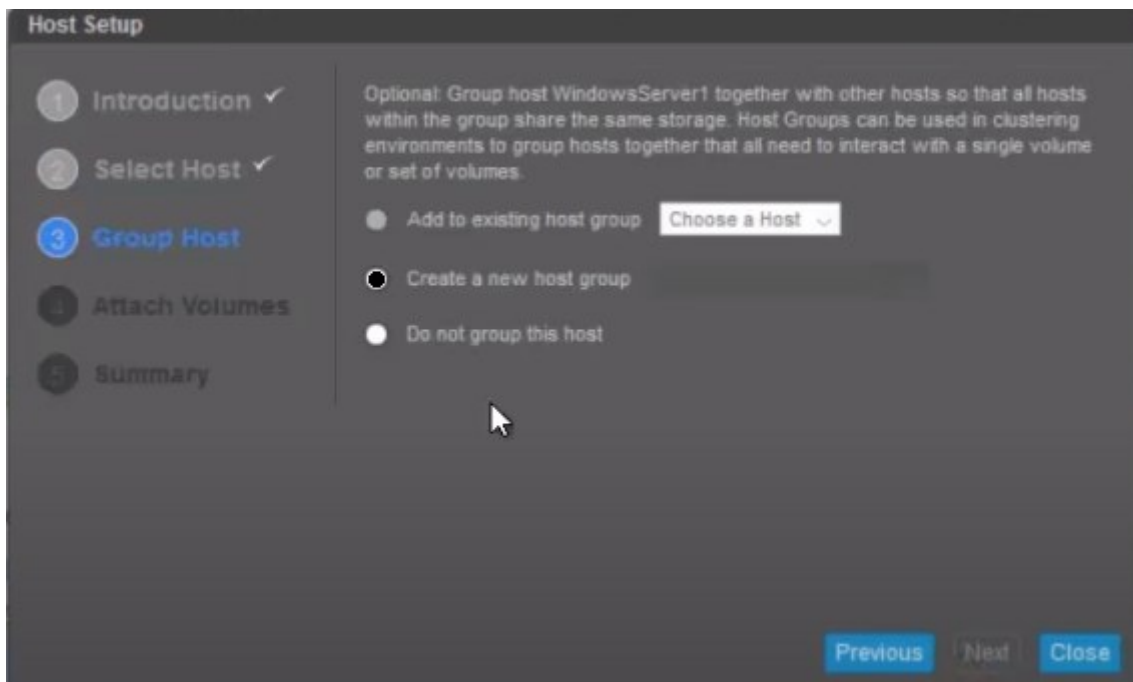 Host Setup
1 Introduction
2 Select Host
3 Group Host
4 Attach Volumes
5 Summary
Optional: Group host WindowsServer1 together with other hosts so that all hosts
within the group share the same storage. Host Groups can be used in clustering
environments to group hosts together that all need to interact with a single volume
or set of volumes.
Add to existing host group Choose a Host
Create a new host group
Do not group this host
Previous Next Close